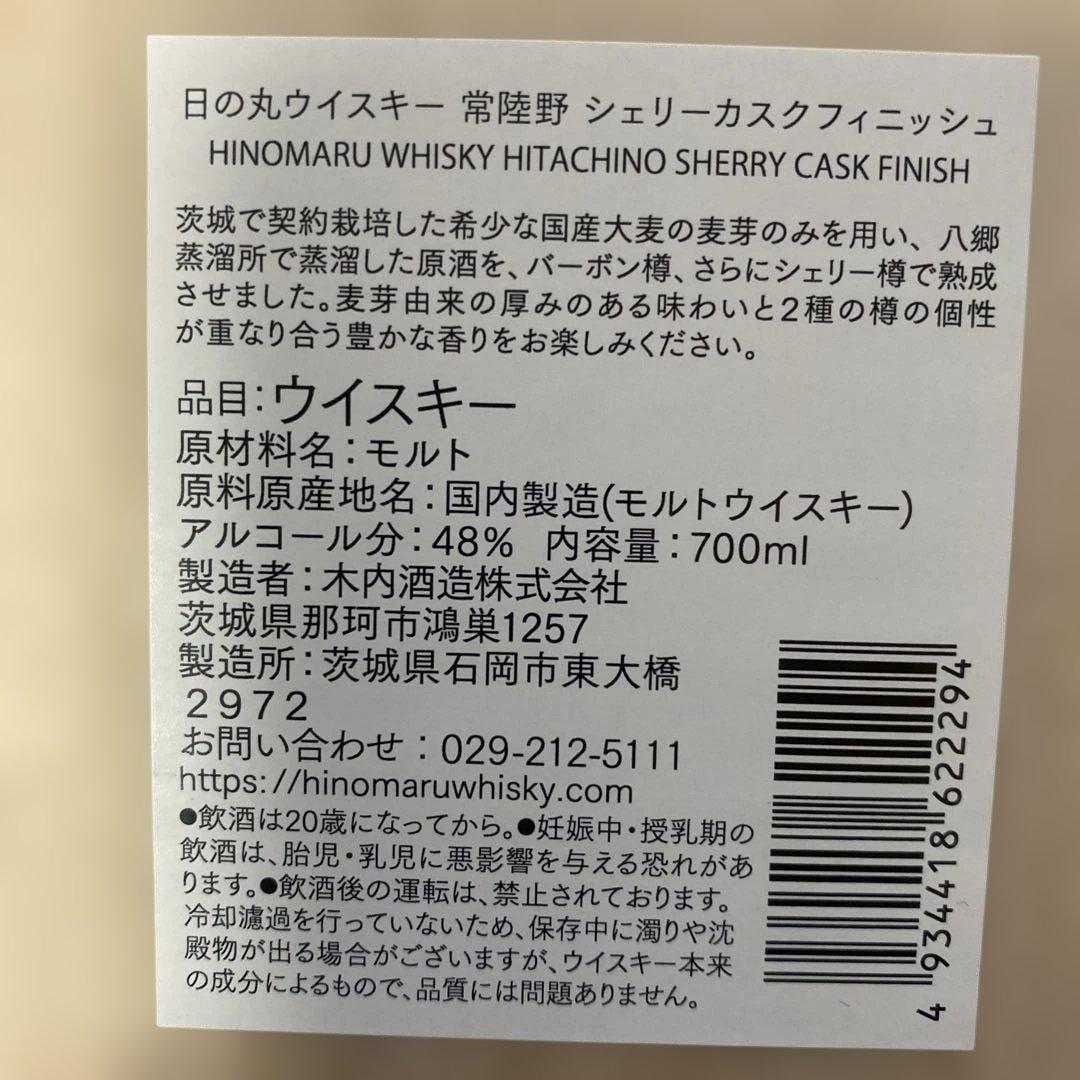 日の丸ウイスキー 常陸野 シェリーカスクフィニッシュ
HINOMARU WHISKY HITACHINO SHERRY CASK FINISH
茨城で契約栽培した希少な国産大麦の麦芽のみを用い、八郷
蒸溜所で蒸溜した原酒を、バーボン樽、さらにシェリー樽で熟成
させました。麦芽由来の厚みのある味わいと2種の樽の個性
が重なり合う豊かな香りをお楽しみください。
品目：ウイスキー
原材料名：モルト
原料原産地名：国内製造(モルトウイスキー)
アルコール分：48% 内容量：700ml
製造者：木内酒造株式会社
茨城県那珂市鴻巣1257
製造所：茨城県石岡市東大橋
２９７２
お問い合わせ：029-212-5111
https://hinomaruwhisky.com
●飲酒は20歳になってから。●妊娠中・授乳期の
飲酒は、胎児・乳児に悪影響を与える恐れがあ
ります。●飲酒後の運転は、禁止されております。
冷却濾過を行っていないため、保存中に濁りや沈
殿物が出る場合がございますが、ウイスキー本来
の成分によるもので、品質には問題ありません。
4 934418 622294